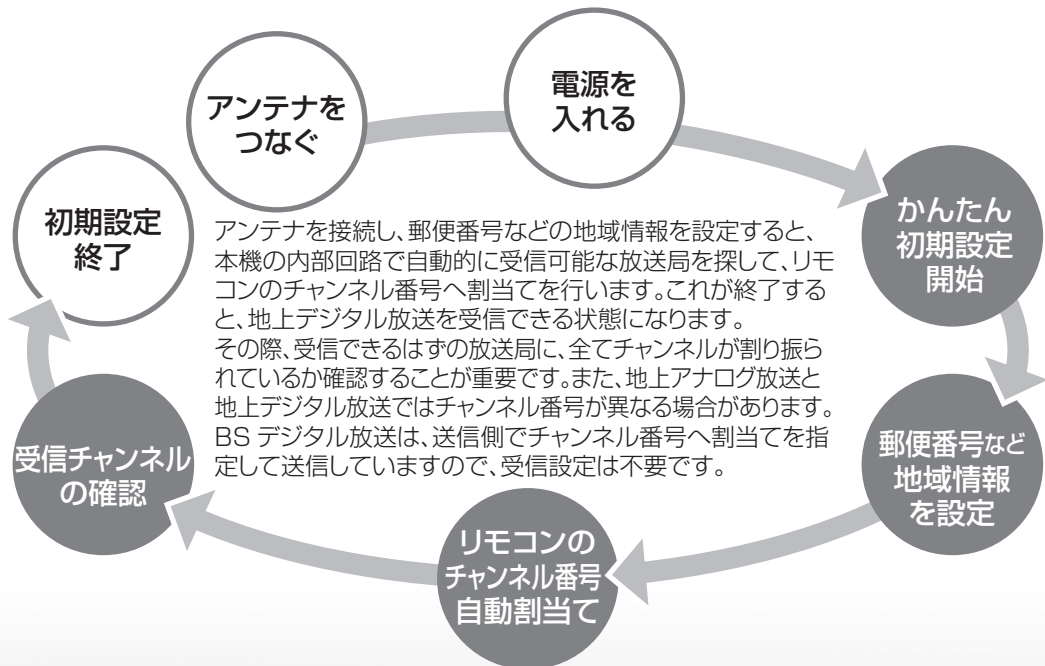 アンテナを
つなぐ
電源を
入れる
かんたん
初期設定
開始
郵便番号など
地域情報
を設定
リモコンの
チャンネル番号
自動割当て
受信チャンネル
の確認
初期設定
終了
アンテナを接続し、郵便番号などの地域情報を設定すると、
本機の内部回路で自動的に受信可能な放送局を探して、リモ
コンのチャンネル番号へ割当てを行います。これが終了する
と、地上デジタル放送を受信できる状態になります。
その際、受信できるはずの放送局に、全てチャンネルが割り振ら
れているか確認することが重要です。また、地上アナログ放送と
地上デジタル放送ではチャンネル番号が異なる場合があります。
BS デジタル放送は、送信側でチャンネル番号へ割当てを指
定して送信していますので、受信設定は不要です。